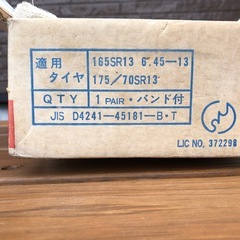 適用 165SR13 6.45-13
タイヤ 175/70SR13
QTY 1 PAIR・バンド付
JIS D4241-45181-B・T
LIC NO. 372298